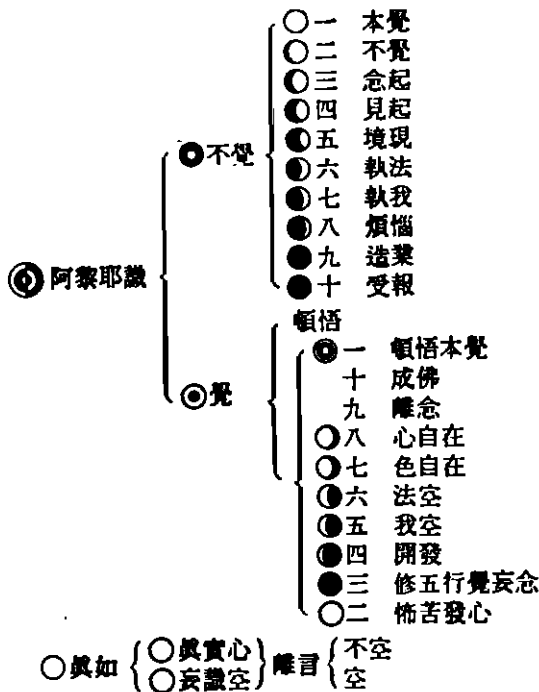 一 本覺
二 不覺
三 念起
四 見起
五 境現
六 執法
七 執我
八 煩惱
九 造業
十 受報
不覺
阿黎耶識
覺
頓悟
一 頓悟本覺
十 成佛
九 離念
八 心自在
七 色自在
六 法空
五 我空
四 開發
三 修五行覺妄念
二 怖苦發心
眞如
眞實心
妄識空
離言
不空
空